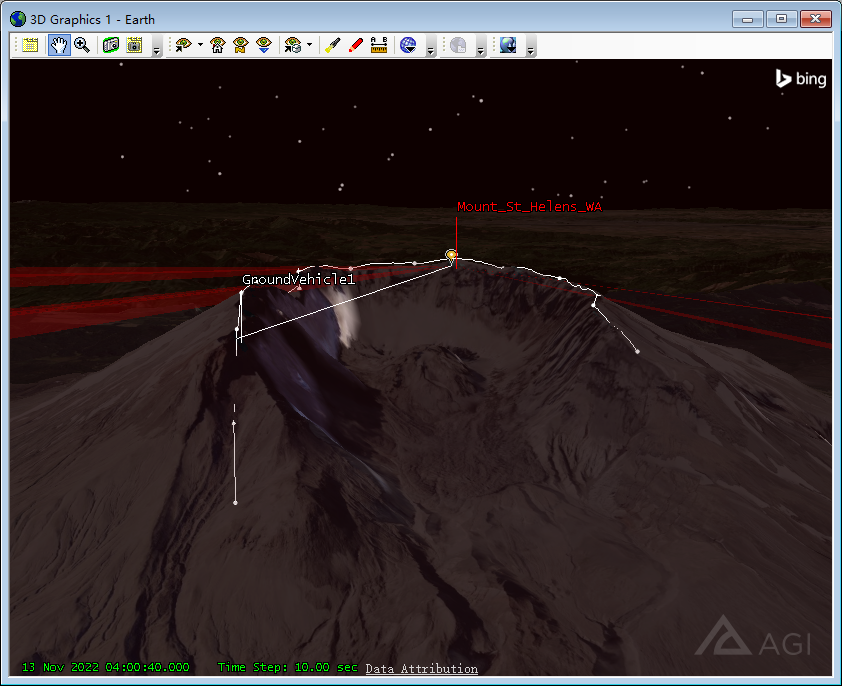 3D Graphics 1 - Earth
A B
bing
Mount_St_Helens_WA
GroundVehicle1
AGI
13 Nov 2022 04:00:40.000 Time Step: 10.00 sec Data Attribution